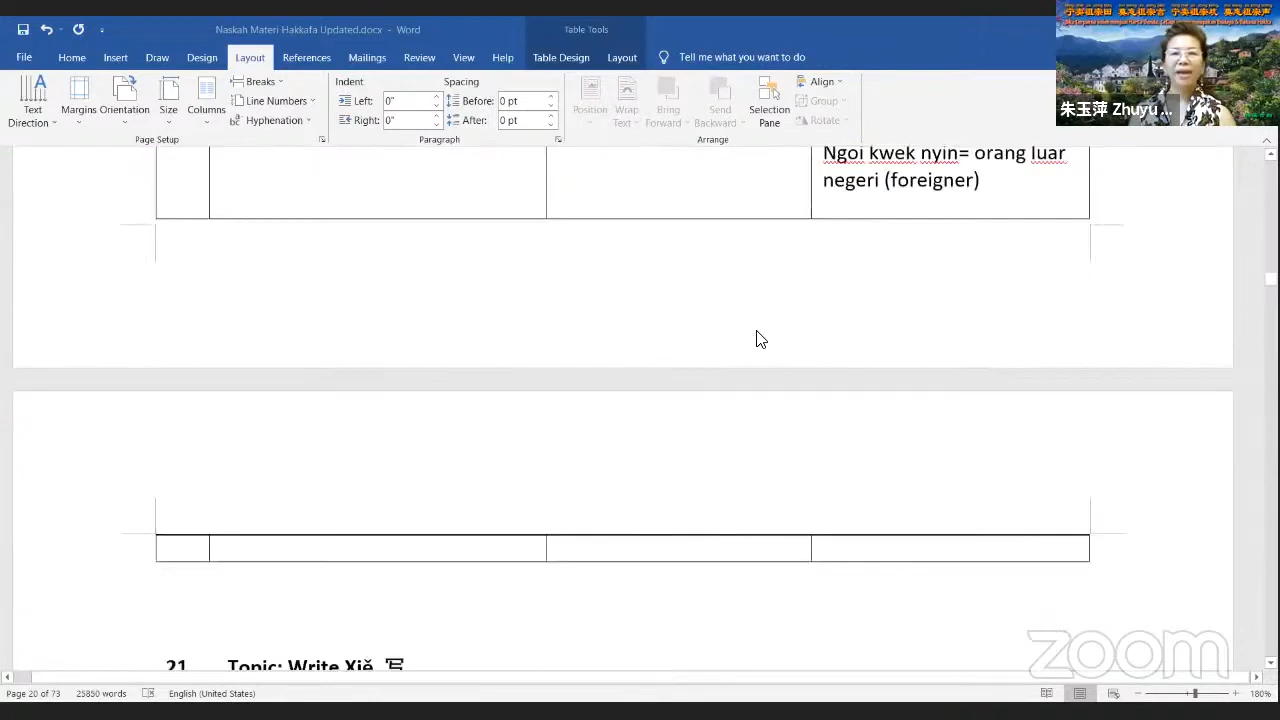 Naskah Materi Hakkafa Updated.docx - Word
Table Tools
File Home Insert Draw Design Layout References Mailings Review View Help Table Design Layout Tell me what you want to do
Text Direction
Margins
Orientation
Size
Columns
Breaks
Line Numbers
Hyphenation
Page Setup
Indent
Left: 0"
Right: 0"
Spacing
Before: 0 pt
After: 0 pt
Paragraph
Position
Wrap Text
Bring Forward
Send Backward
Selection Pane
Align
Group
Rotate
Arrange
朱玉萍 Zhuyu ...
Ngoi kwek nyin= orang luar
negeri (foreigner)
21 Topic: Write Xiě 写
zoom
Page 20 of 73 25850 words English (United States) 180%